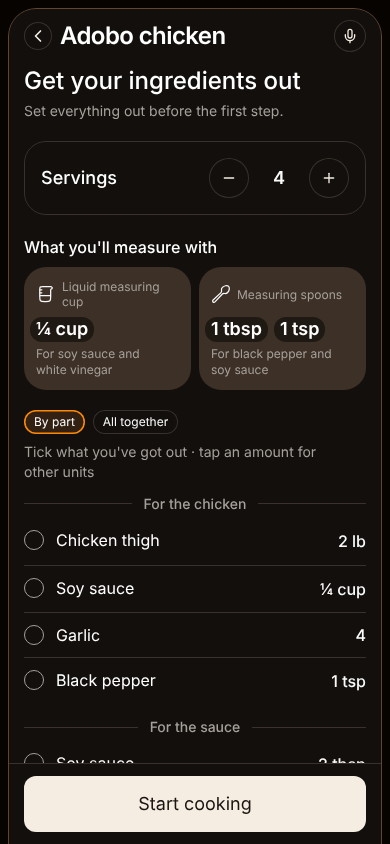 Adobo chicken
Get your ingredients out
Set everything out before the first step.
Servings
4
What you'll measure with
Liquid measuring
cup
¼ cup
For soy sauce and
white vinegar
Measuring spoons
1 tbsp 1 tsp
For black pepper and
soy sauce
By part
All together
Tick what you've got out · tap an amount for
other units
For the chicken
Chicken thigh 2 lb
Soy sauce ¼ cup
Garlic 4
Black pepper 1 tsp
For the sauce
Soy sauce 2 tbsp
Start cooking